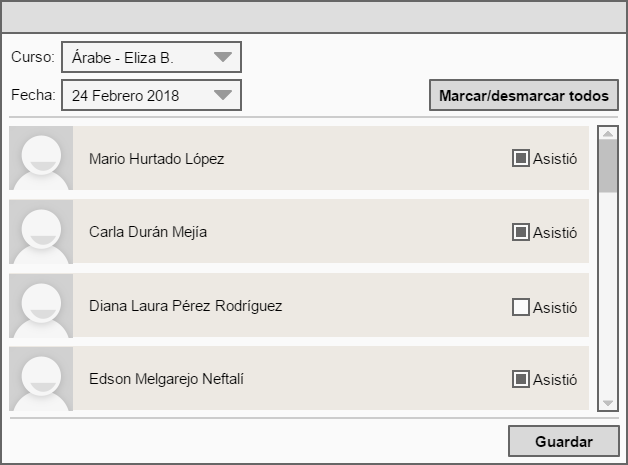 Curso: Árabe - Eliza B.
Fecha: 24 Febrero 2018
Marcar/desmarcar todos
Mario Hurtado López
Asistió
Carla Durán Mejía
Asistió
Diana Laura Pérez Rodríguez
Asistió
Edson Melgarejo Neftalí
Asistió
Guardar